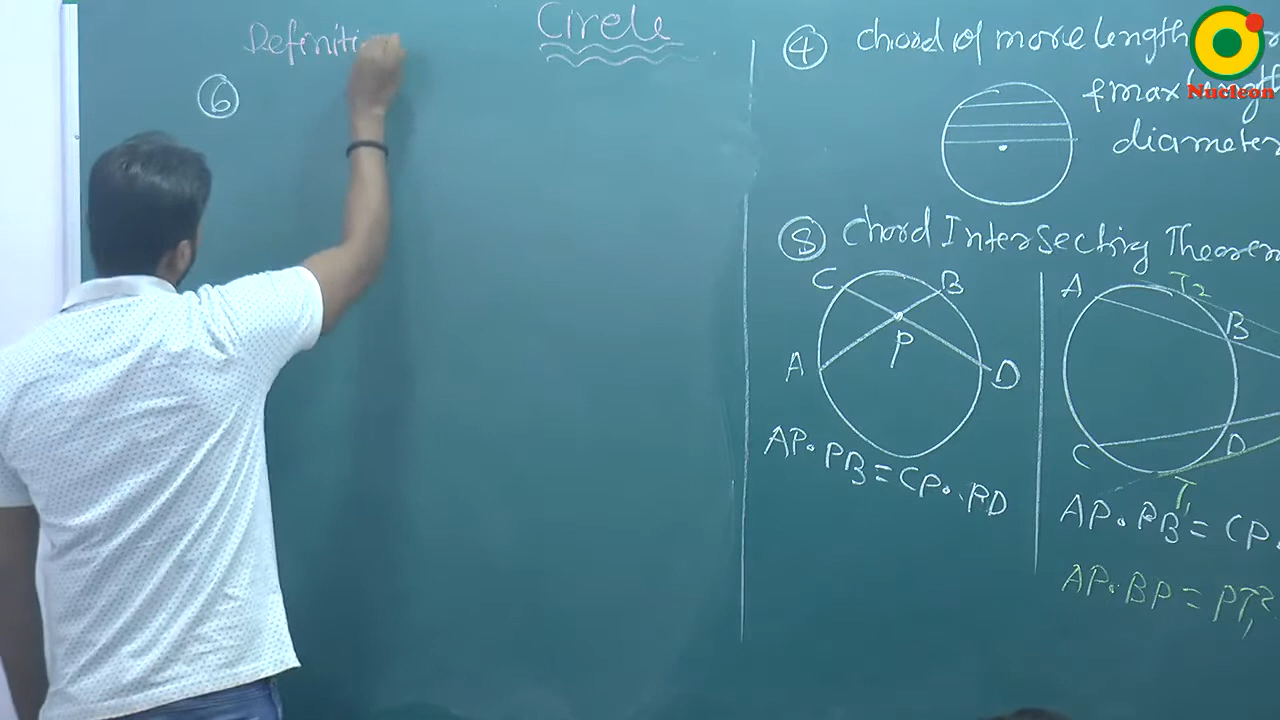 Definiti
Circle
⑥
④ chord of more length
& max length
diameter
Nucleon
⑧ Chord Intersecting Theorem
C B
P
A D
AP·PB = CP·PD
A T2
B
C D
T1
AP·PB = CP·
AP·BP = PT1²